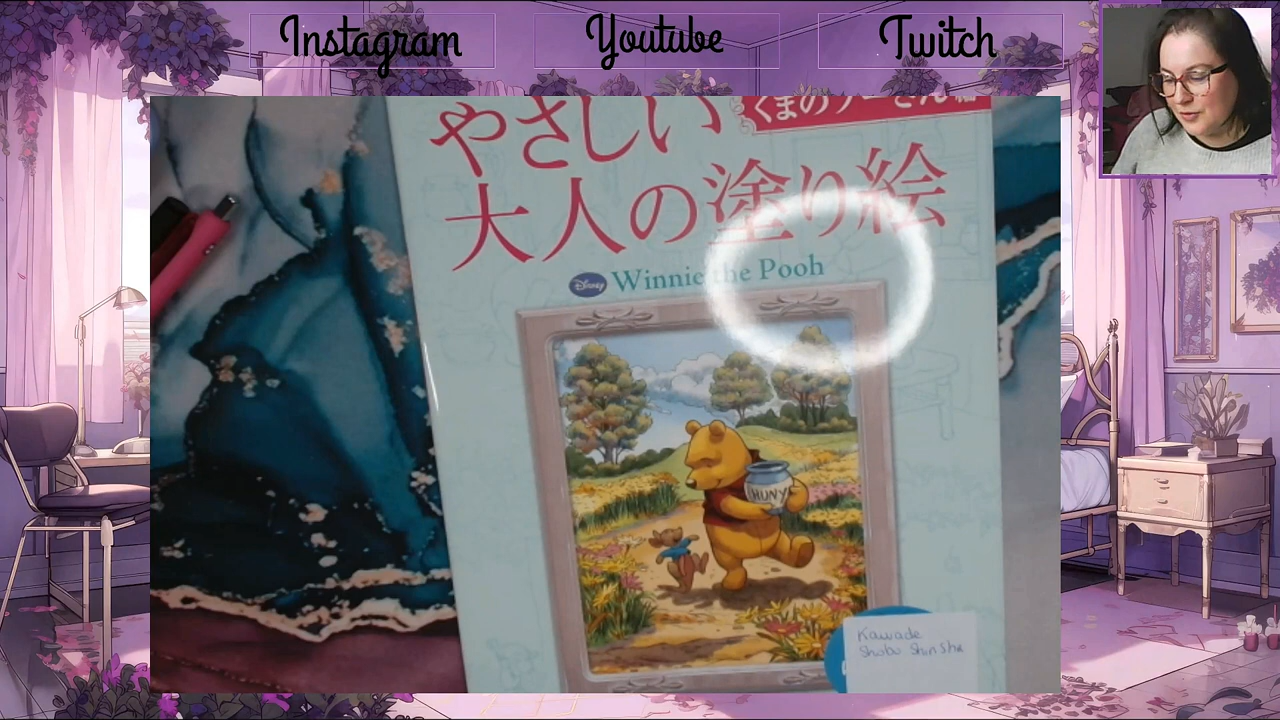 Instagram
Youtube
Twitch
やさしい
くまのプーさん
大人の塗り絵
Disney
Winnie the Pooh
HUNY
Kawade
Shobo Shinsha